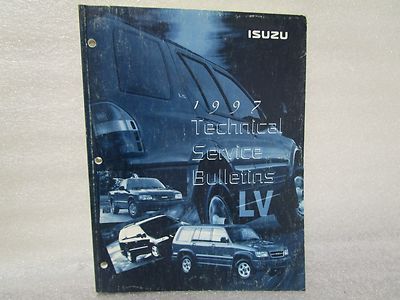 ISUZU
1997
Technical
Service
Bulletins
LV